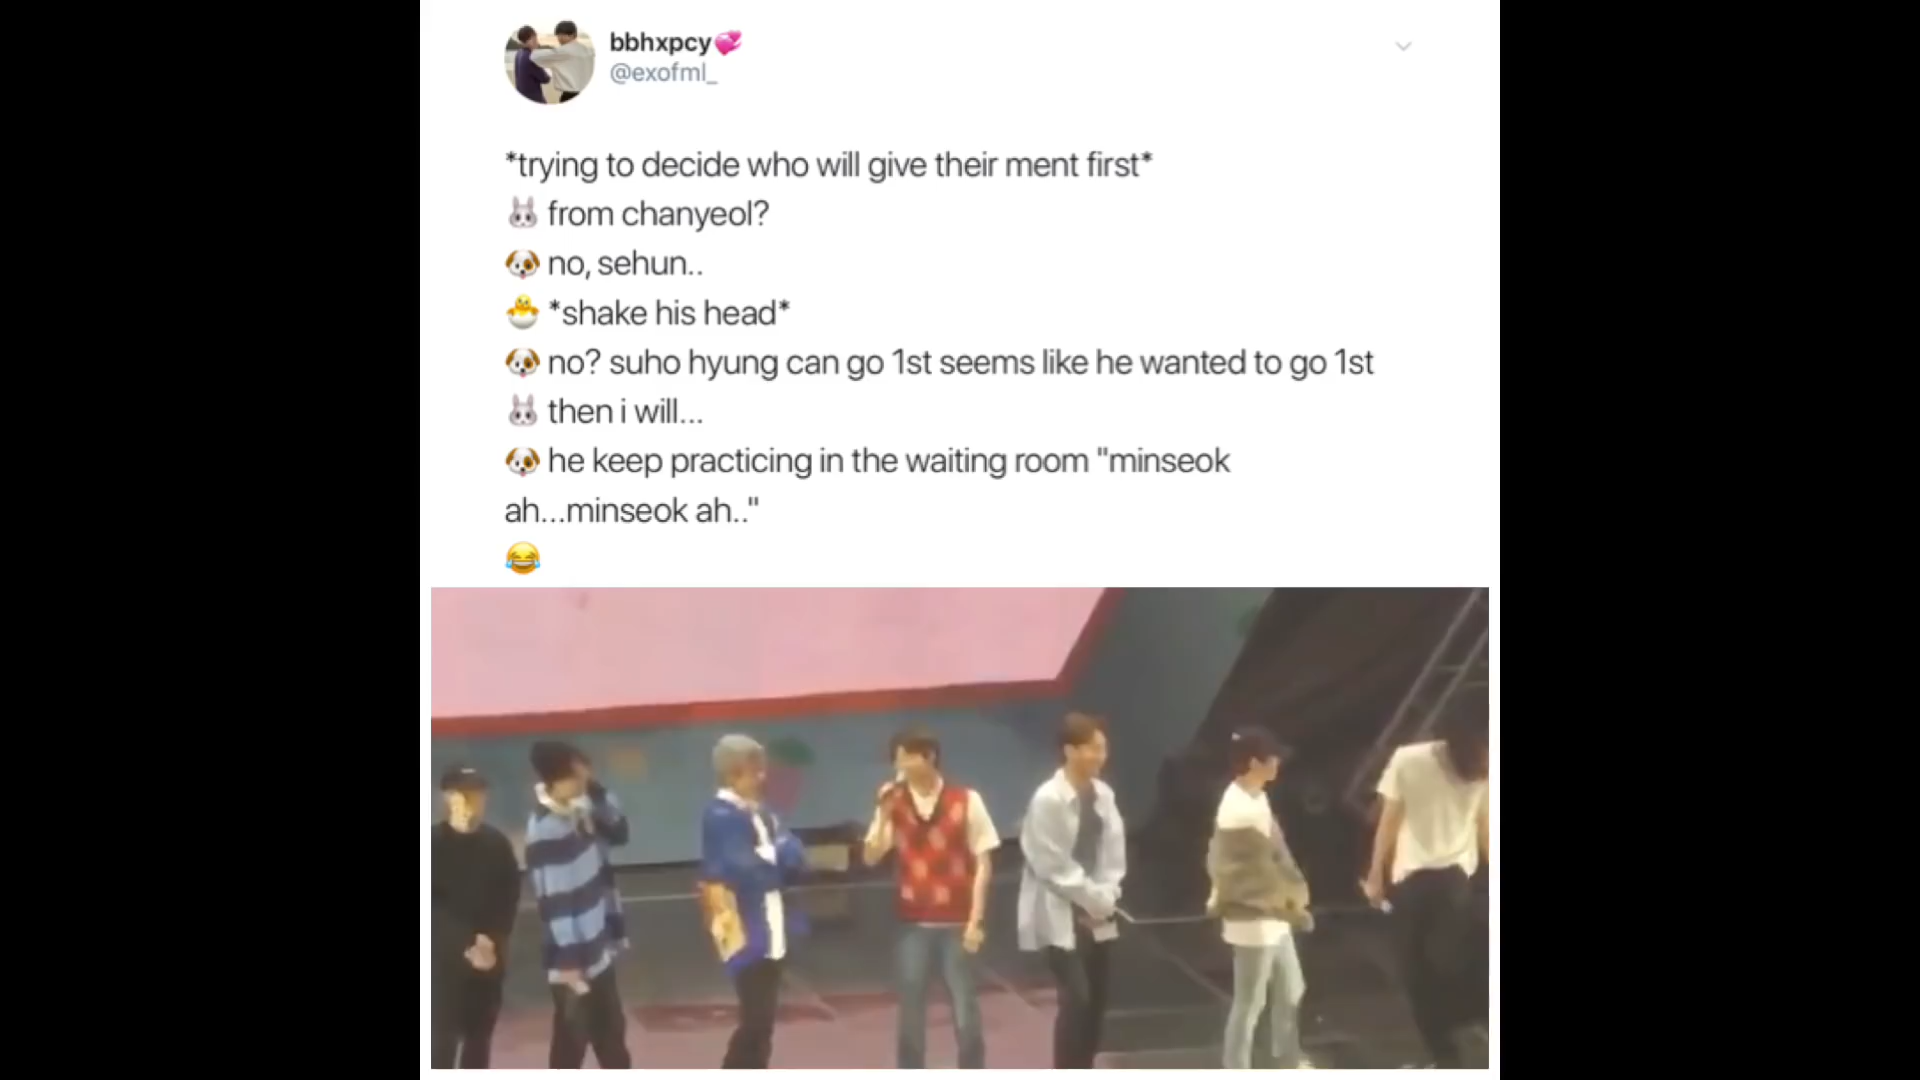 bbhxpcy💞
@exofml_
*trying to decide who will give their ment first*
🐰 from chanyeol?
🐶 no, sehun..
🐣 *shake his head*
🐶 no? suho hyung can go 1st seems like he wanted to go 1st
🐰 then i will...
🐶 he keep practicing in the waiting room "minseok
ah...minseok ah.."
😂